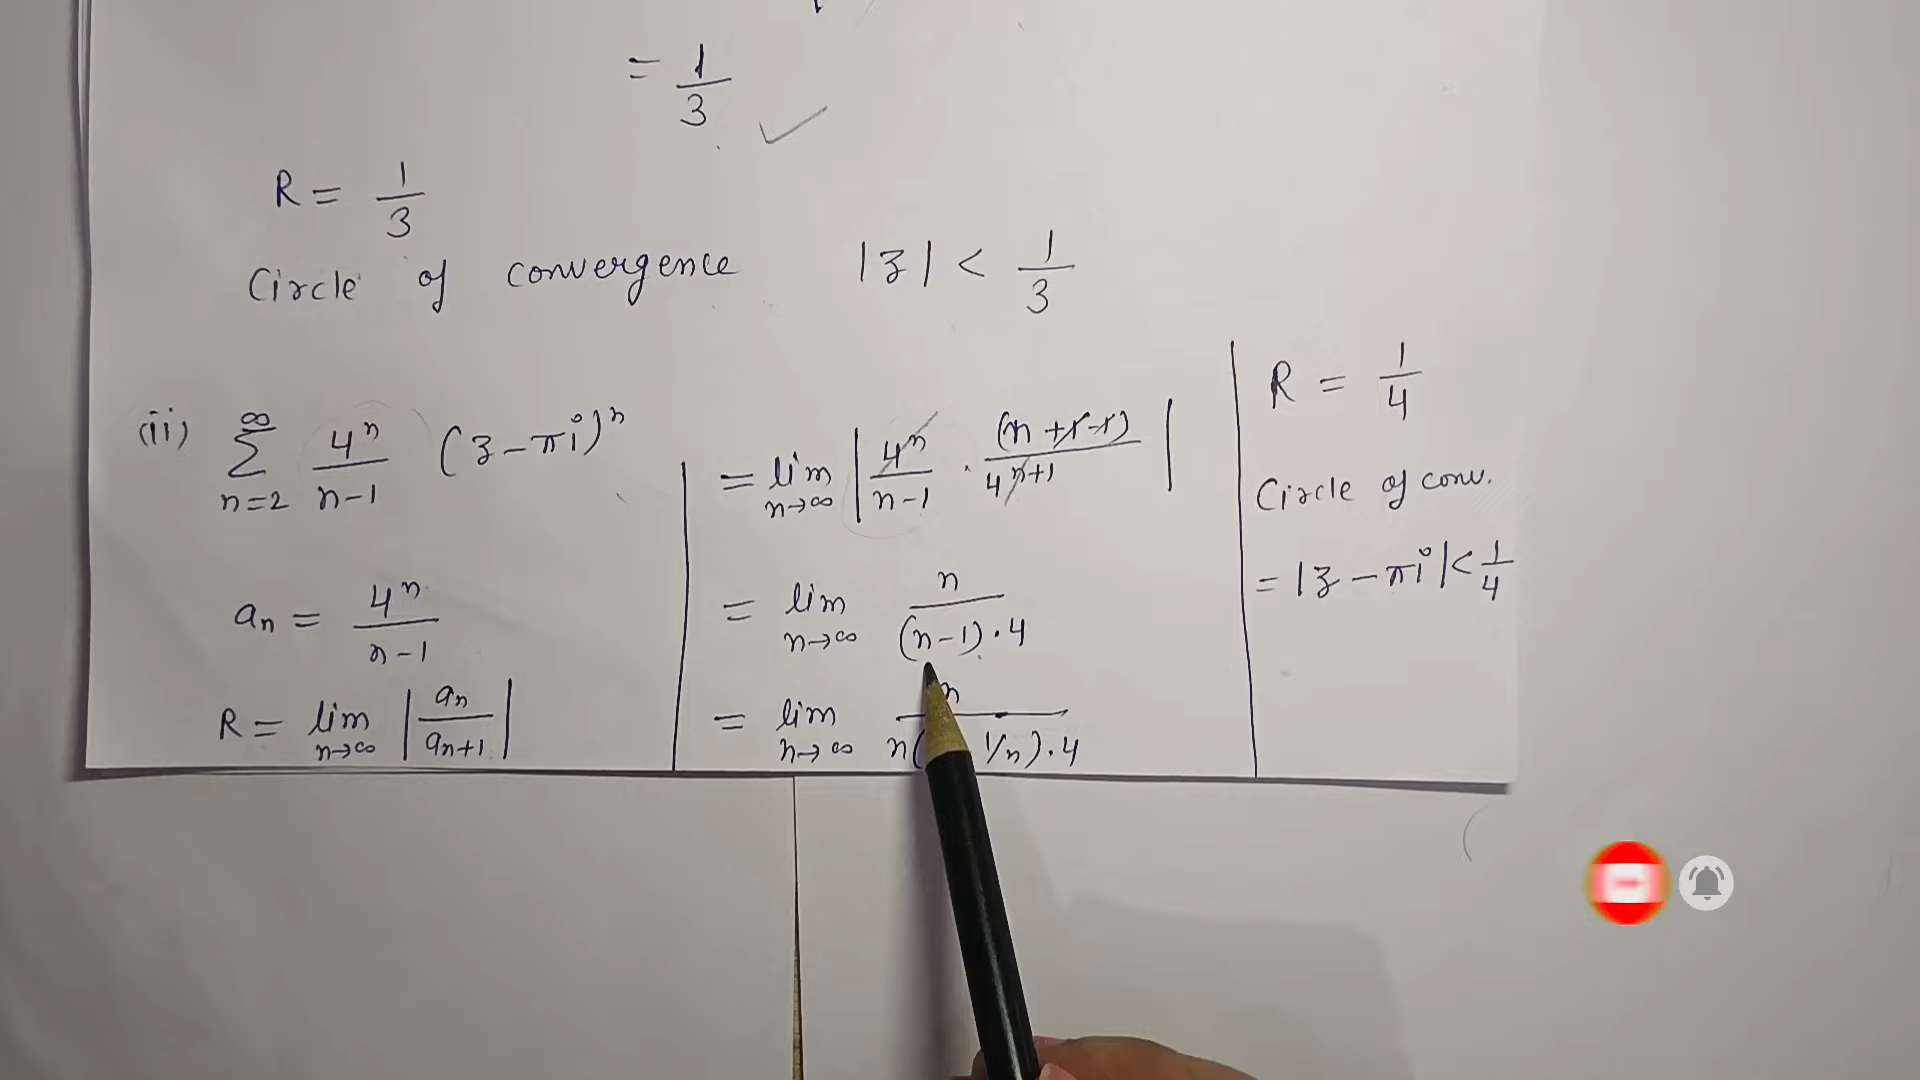 = 1/3
R = 1/3
Circle of convergence |z| < 1/3
(ii) ∑_{n=2}^{∞} 4^n/(n-1) (z-πi)^n
a_n = 4^n/(n-1)
R = lim_{n→∞} |a_n/a_{n+1}|
= lim_{n→∞} |4^n/(n-1) · (n+1-1)/4^{n+1}|
= lim_{n→∞} n/((n-1)·4)
= lim_{n→∞} n/(n( 1/n)·4)
R = 1/4
Circle of conv.
= |z-πi| < 1/4